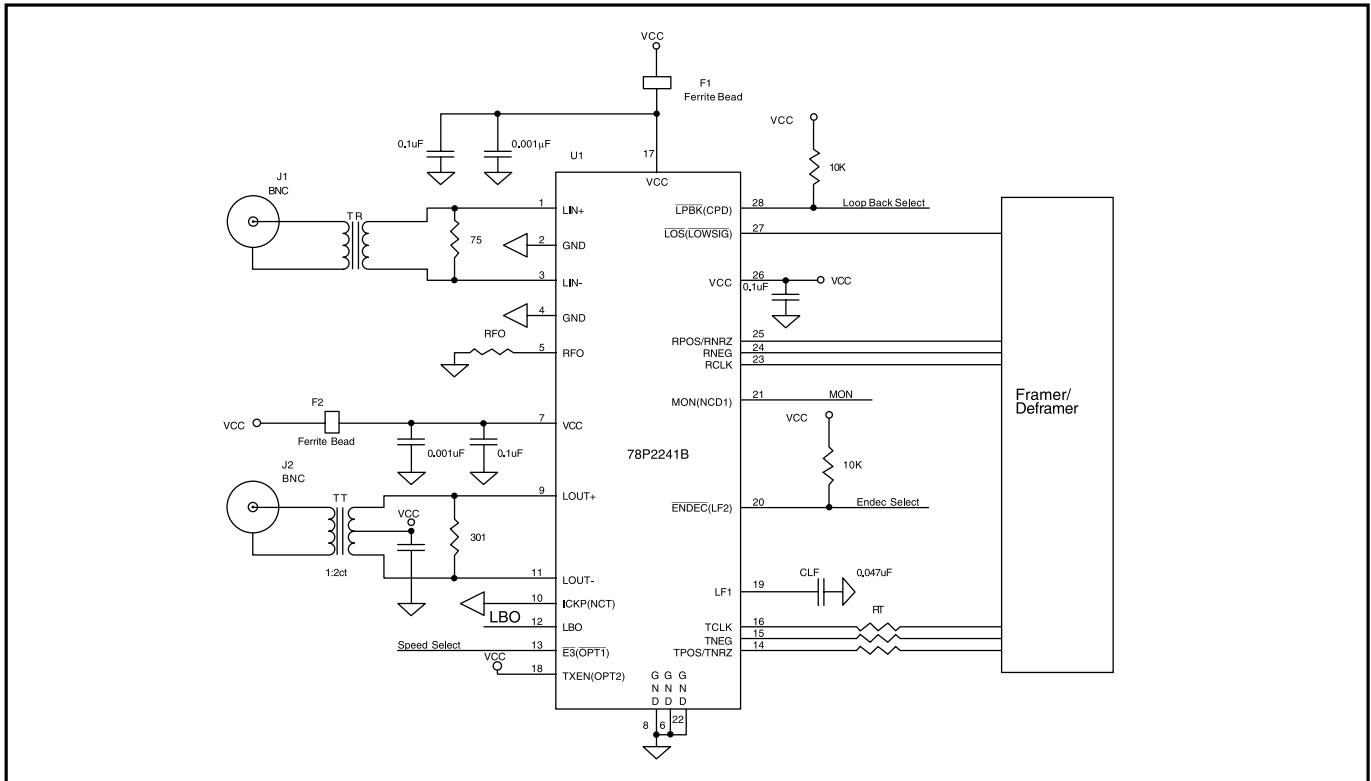 VCC
F1
Ferrite Bead
0.1uF
0.001µF
U1
17
VCC
VCC
10K
J1
BNC
TR
75
1
LIN+
2
GND
3
LIN-
4
GND
RFO
5
RFO
28
LPBK(CPD)
Loop Back Select
27
LOS(LOWSIG)
26
VCC
VCC
0.1uF
25
RPOS/RNRZ
24
RNEG
23
RCLK
21
MON(NCD1)
MON
VCC
10K
Framer/
Deframer
F2
VCC
Ferrite Bead
0.001uF
0.1uF
7
VCC
78P2241B
J2
BNC
TT
1:2ct
VCC
301
9
LOUT+
11
LOUT-
20
ENDEC(LF2)
Endec Select
10
ICKP(NCT)
LBO
12
LBO
Speed Select
13
E3(OPT1)
VCC
18
TXEN(OPT2)
19
LF1
CLF
0.047uF
RT
16
TCLK
15
TNEG
14
TPOS/TNRZ
GND
GND
GND
8
6
22